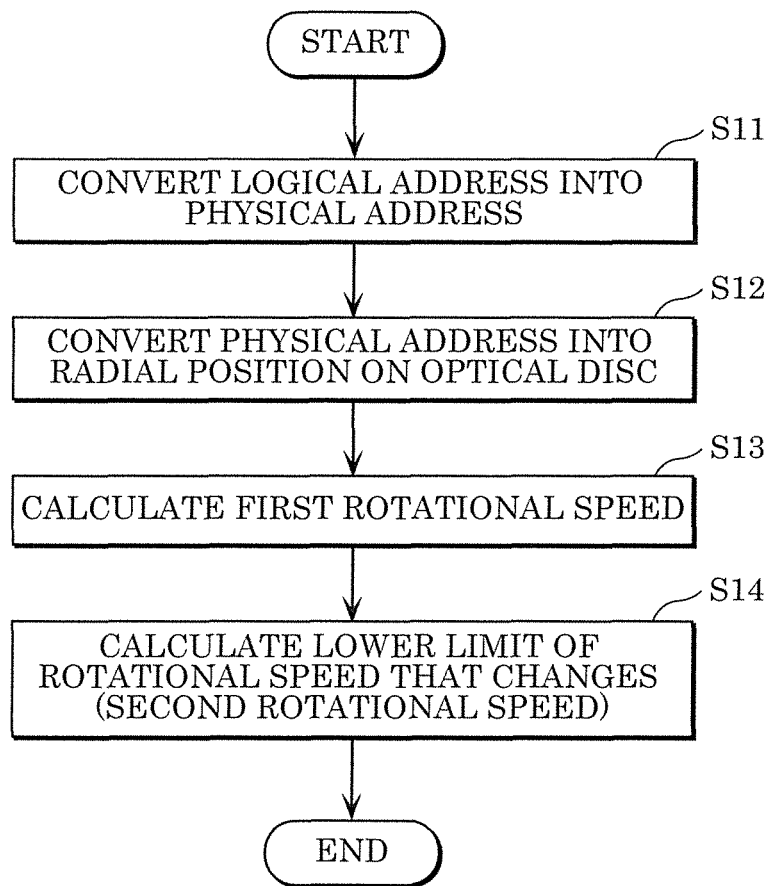 START
S11
CONVERT LOGICAL ADDRESS INTO
PHYSICAL ADDRESS
S12
CONVERT PHYSICAL ADDRESS INTO
RADIAL POSITION ON OPTICAL DISC
S13
CALCULATE FIRST ROTATIONAL SPEED
S14
CALCULATE LOWER LIMIT OF
ROTATIONAL SPEED THAT CHANGES
(SECOND ROTATIONAL SPEED)
END